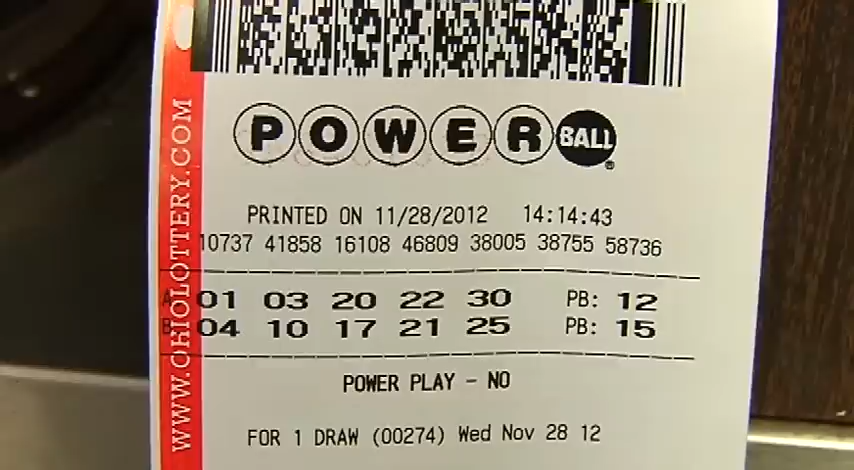 POWER BALL®
PRINTED ON 11/28/2012 14:14:43
10737 41858 16108 46809 38005 38755 58736
A 01 03 20 22 30 PB: 12
B 04 10 17 21 25 PB: 15
POWER PLAY - NO
FOR 1 DRAW (00274) Wed Nov 28 12
WWW.OHIOLOTTERY.COM